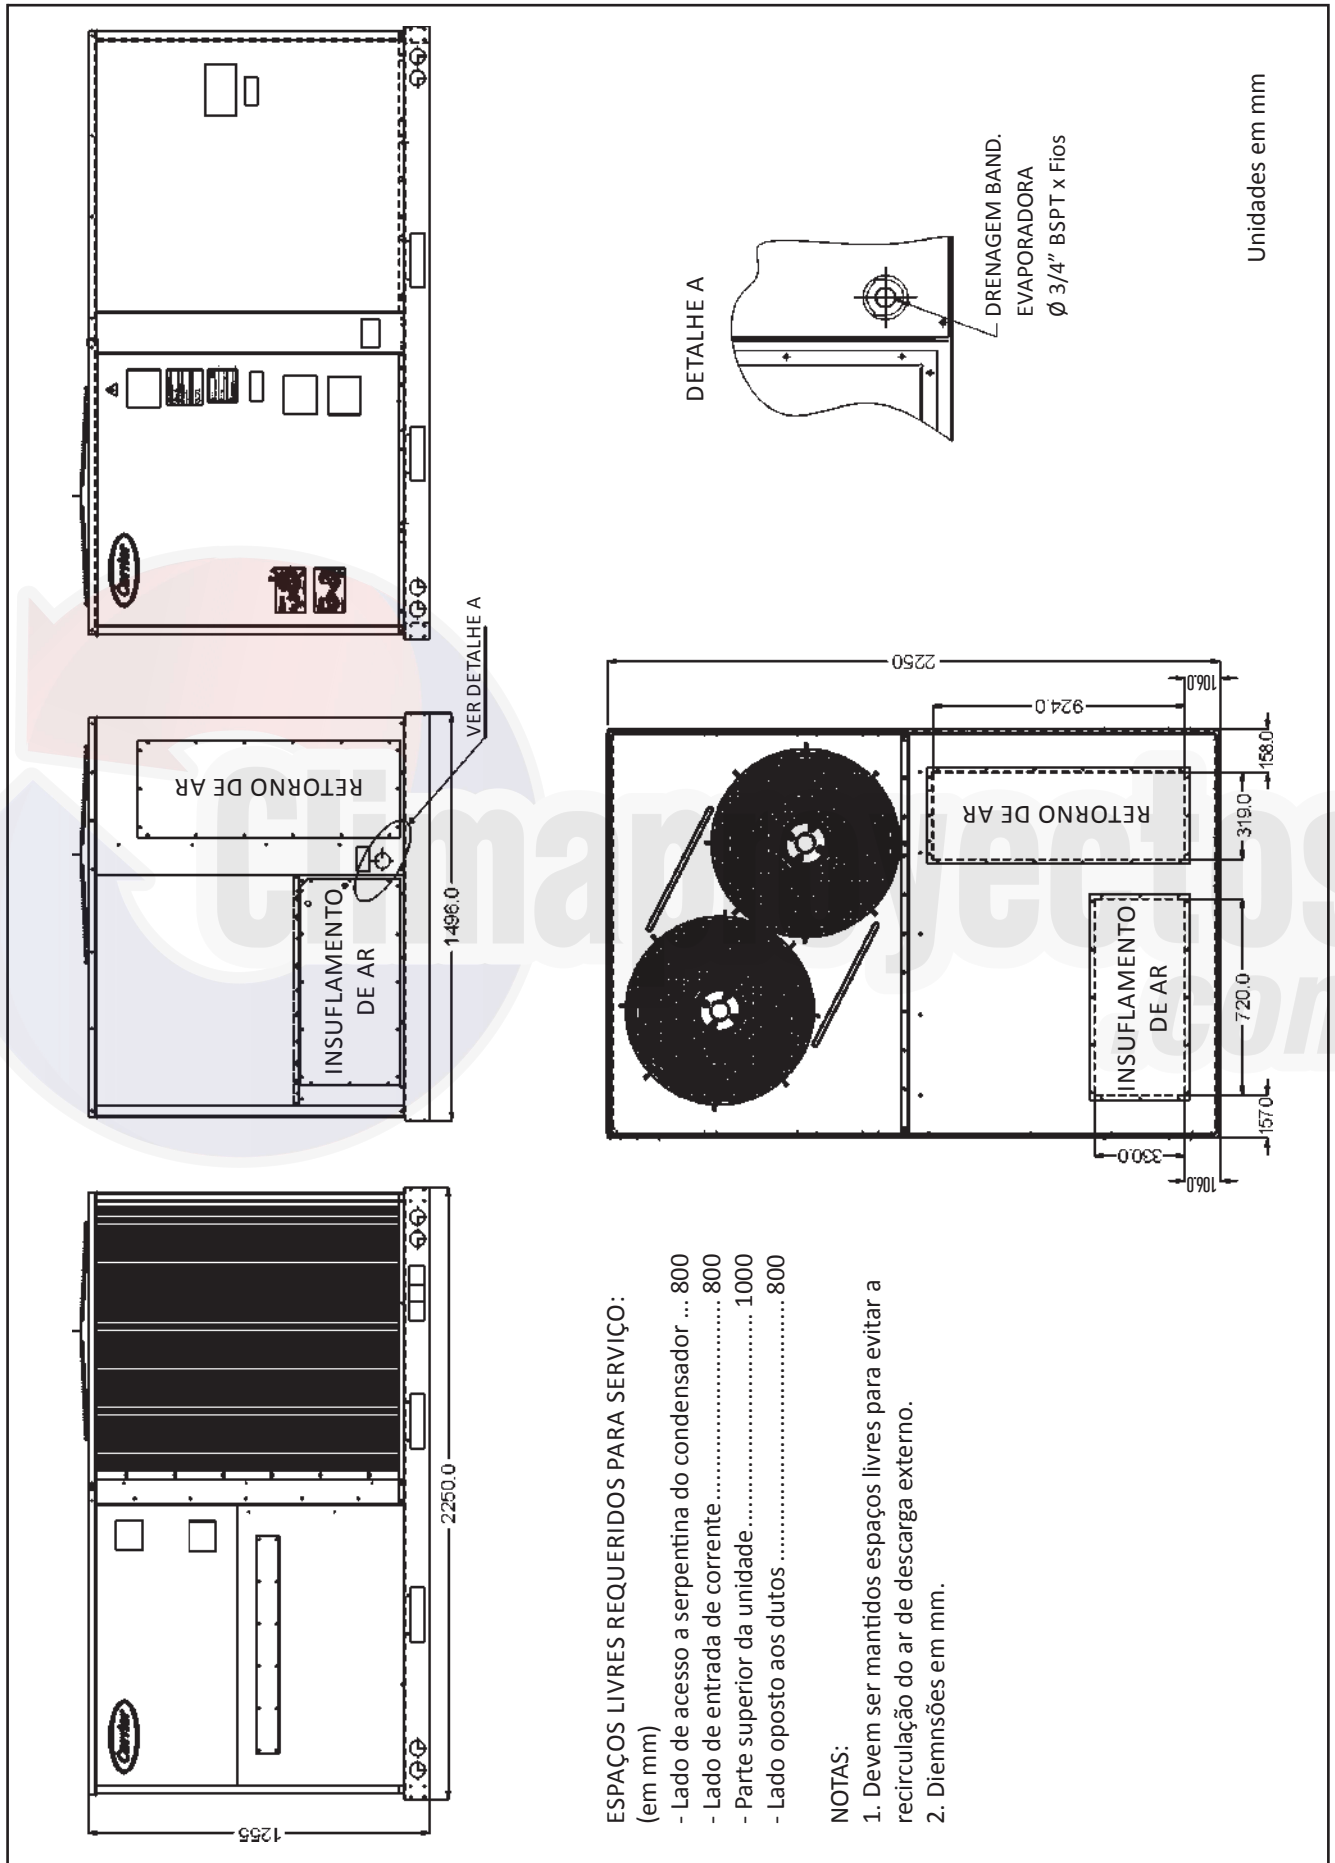 1255
Carrier
2250.0
INSUFLAMENTO
DE AR
RETORNO DE AR
1496.0
VER DETALHE A
Carrier
ESPAÇOS LIVRES REQUERIDOS PARA SERVIÇO:
(em mm)
- Lado de acesso a serpentina do condensador ... 800
- Lado de entrada de corrente................................... 800
- Parte superior da unidade.................................. 1000
- Lado oposto aos dutos ........................................... 800
NOTAS:
1. Devem ser mantidos espaços livres para evitar a
recirculação do ar de descarga externo.
2. Diemnsões em mm.
2250
924.0
106.0
158.0
RETORNO DE AR
319.0
INSUFLAMENTO
DE AR
720.0
157.0
330.0
106.0
DETALHE A
DRENAGEM BAND.
EVAPORADORA
Ø 3/4” BSPT x Fios
Unidades em mm
Climaproyectos
.com